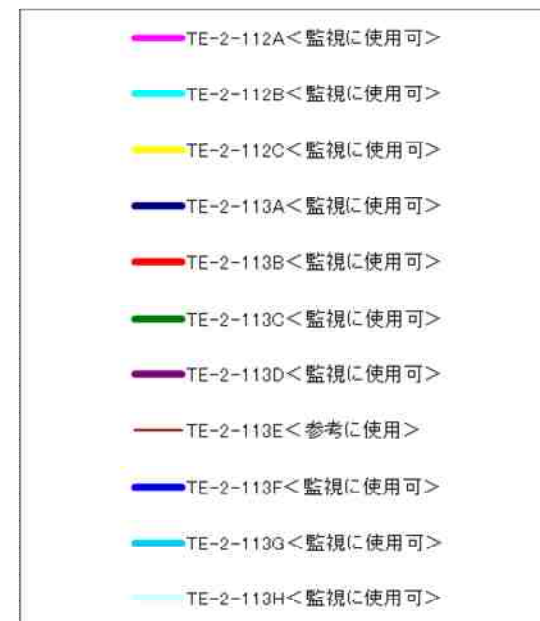 TE-2-112A<監視に使用可>
TE-2-112B<監視に使用可>
TE-2-112C<監視に使用可>
TE-2-113A<監視に使用可>
TE-2-113B<監視に使用可>
TE-2-113C<監視に使用可>
TE-2-113D<監視に使用可>
TE-2-113E<参考に使用>
TE-2-113F<監視に使用可>
TE-2-113G<監視に使用可>
TE-2-113H<監視に使用可>